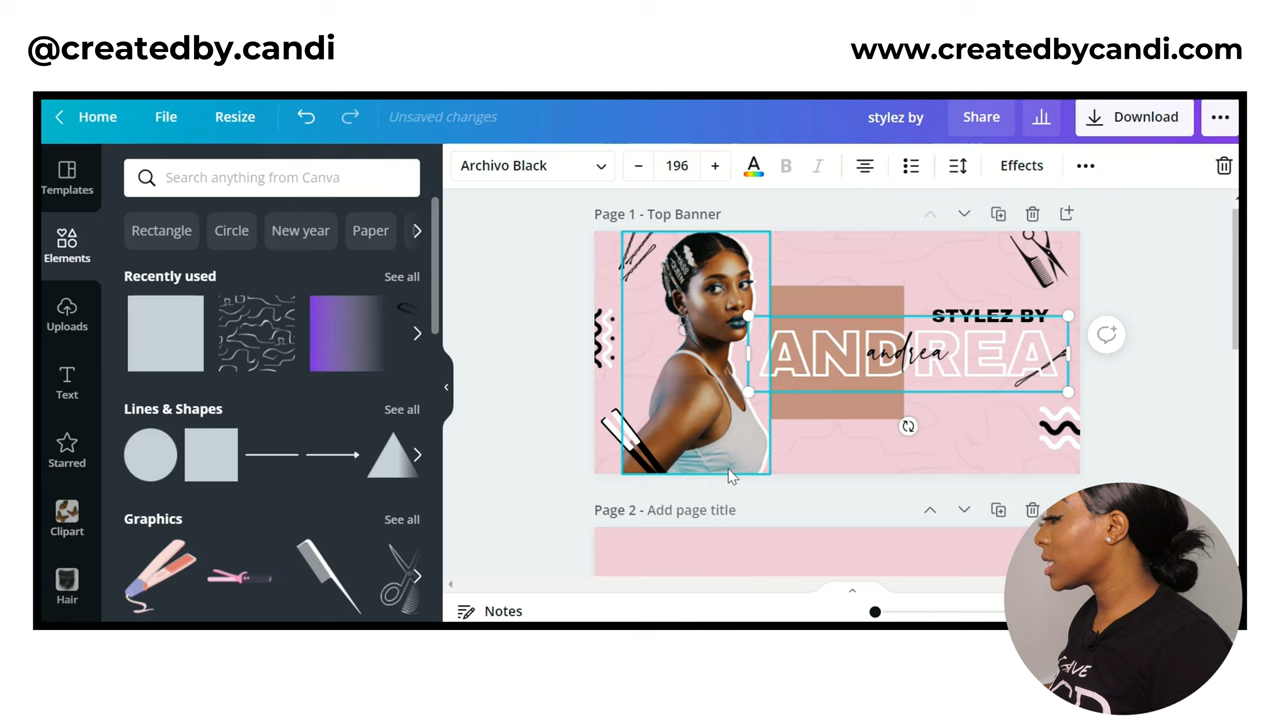 @createdby.candi
www.createdbycandi.com
Home File Resize Unsaved changes stylez by Share Download
Templates
Elements
Uploads
Text
Starred
Clipart
Hair
Search anything from Canva
Rectangle Circle New year Paper
Recently used See all
Lines & Shapes See all
Graphics See all
Archivo Black 196 A B I Effects
Page 1 - Top Banner
STYLEZ BY
ANDREA
andrea
Page 2 - Add page title
Notes